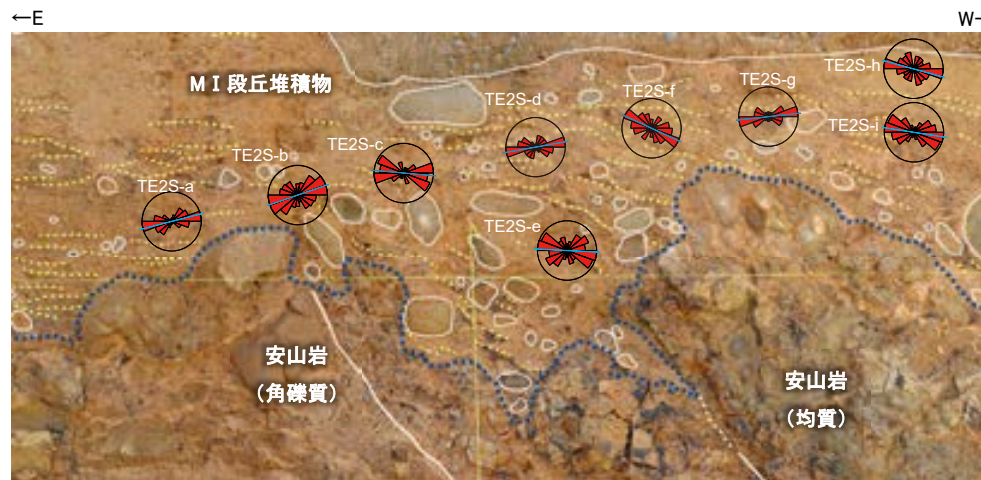 ←E
W-
MⅠ段丘堆積物
TE2S-a
TE2S-b
TE2S-c
TE2S-d
TE2S-e
TE2S-f
TE2S-g
TE2S-h
TE2S-i
安山岩
（角礫質）
安山岩
（均質）